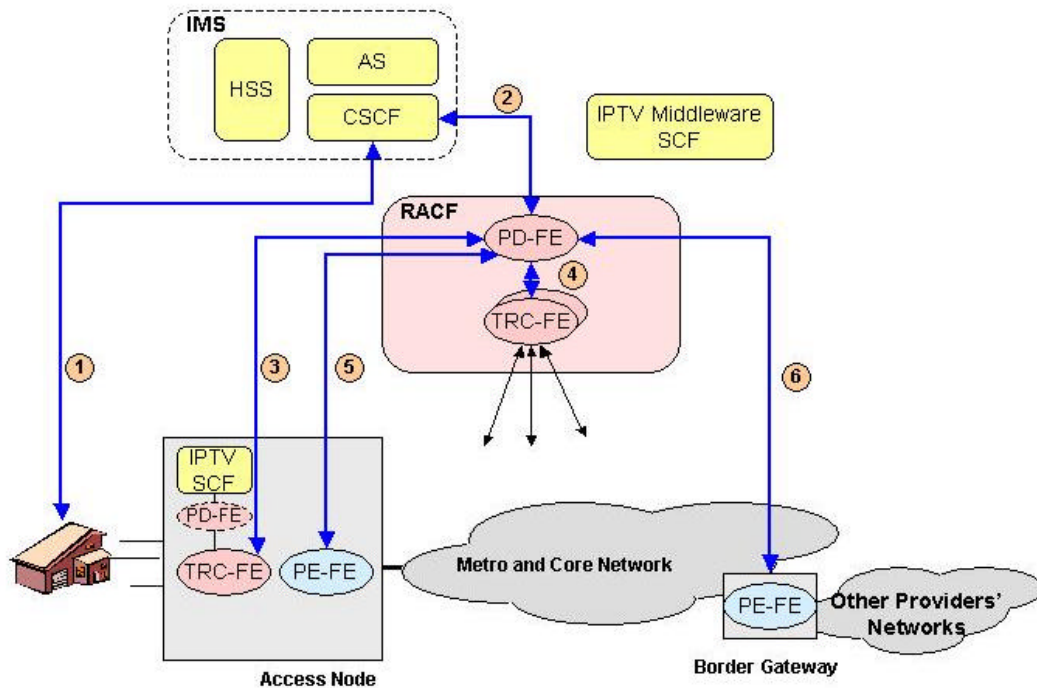 IMS
HSS
AS
CSCF
2
IPTV Middleware
SCF
RACF
PD-FE
4
TRC-FE
1
3
5
6
IPTV
SCF
PD-FE
TRC-FE
PE-FE
Metro and Core Network
PE-FE
Other Providers'
Networks
Border Gateway
Access Node